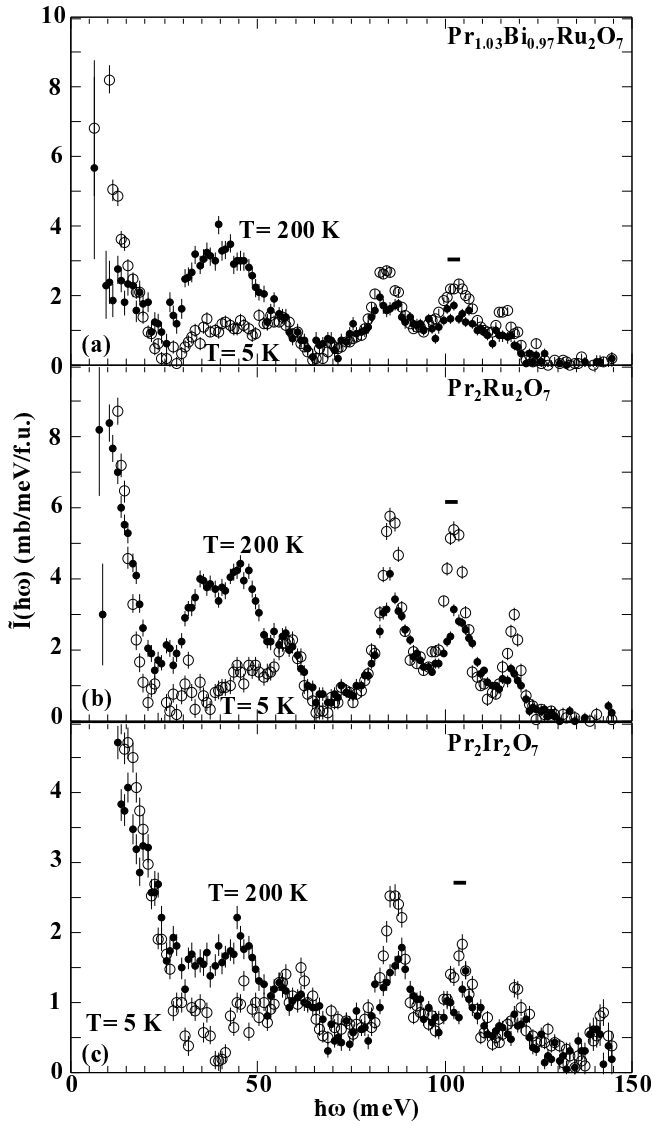 10
Pr1.03Bi0.97Ru2O7
8
6
4
T= 200 K
2
T= 5 K
(a)
0
Pr2Ru2O7
8
6
T= 200 K
4
2
T= 5 K
(b)
0
Pr2Ir2O7
4
3
T= 200 K
2
1
T= 5 K
(c)
0
0 50 100 150
ħω (meV)
Ĩ(ħω) (mb/meV/f.u.)